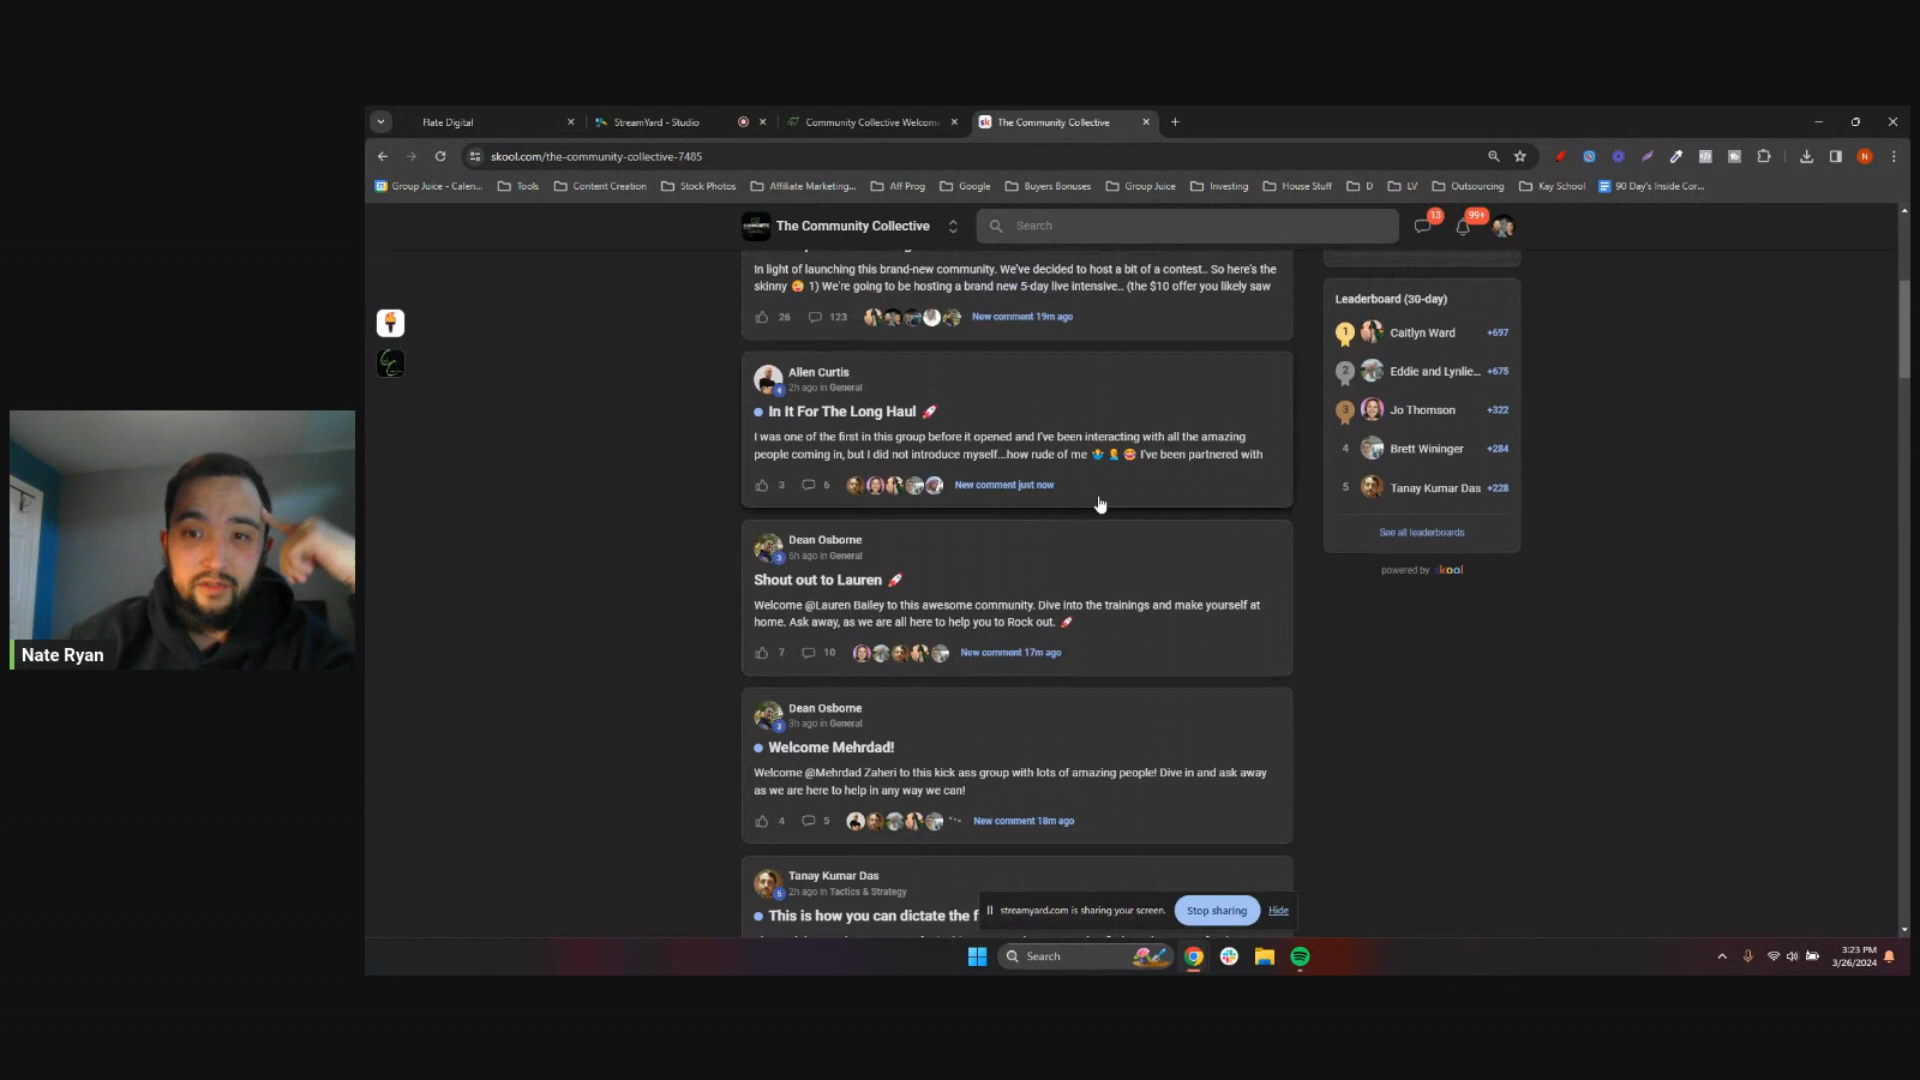 Flate Digital
StreamYard - Studio
Community Collective Welcome
The Community Collective
skool.com/the-community-collective-7485
Group Juice - Calen...
Tools
Content Creation
Stock Photos
Affiliate Marketing...
Aff Prog
Google
Buyers Bonuses
Group Juice
Investing
House Stuff
D
LV
Outsourcing
Kay School
90 Day's Inside Cor...
The Community Collective
Search
13
99+
In light of launching this brand-new community. We've decided to host a bit of a contest.. So here's the
skinny 🥰 1) We're going to be hosting a brand new 5-day live intensive.. (the $10 offer you likely saw
26
123
New comment 19m ago
Allen Curtis
4
2h ago in General
In It For The Long Haul 🚀
I was one of the first in this group before it opened and I've been interacting with all the amazing
people coming in, but I did not introduce myself...how rude of me 🤷‍♂️ 🤦‍♂️ 😍 I've been partnered with
3
6
New comment just now
Dean Osborne
3
6h ago in General
Shout out to Lauren 🚀
Welcome @Lauren Bailey to this awesome community. Dive into the trainings and make yourself at
home. Ask away, as we are all here to help you to Rock out. 🚀
7
10
New comment 17m ago
Dean Osborne
3
3h ago in General
Welcome Mehrdad!
Welcome @Mehrdad Zaheri to this kick ass group with lots of amazing people! Dive in and ask away
as we are here to help in any way we can!
4
5
New comment 18m ago
Tanay Kumar Das
5
2h ago in Tactics & Strategy
This is how you can dictate the f
Leaderboard (30-day)
1 Caitlyn Ward +697
2 Eddie and Lynlie... +675
3 Jo Thomson +322
4 Brett Wininger +284
5 Tanay Kumar Das +228
See all leaderboards
powered by skool
Nate Ryan
streamyard.com is sharing your screen.
Stop sharing
Hide
Search
3:23 PM
3/26/2024